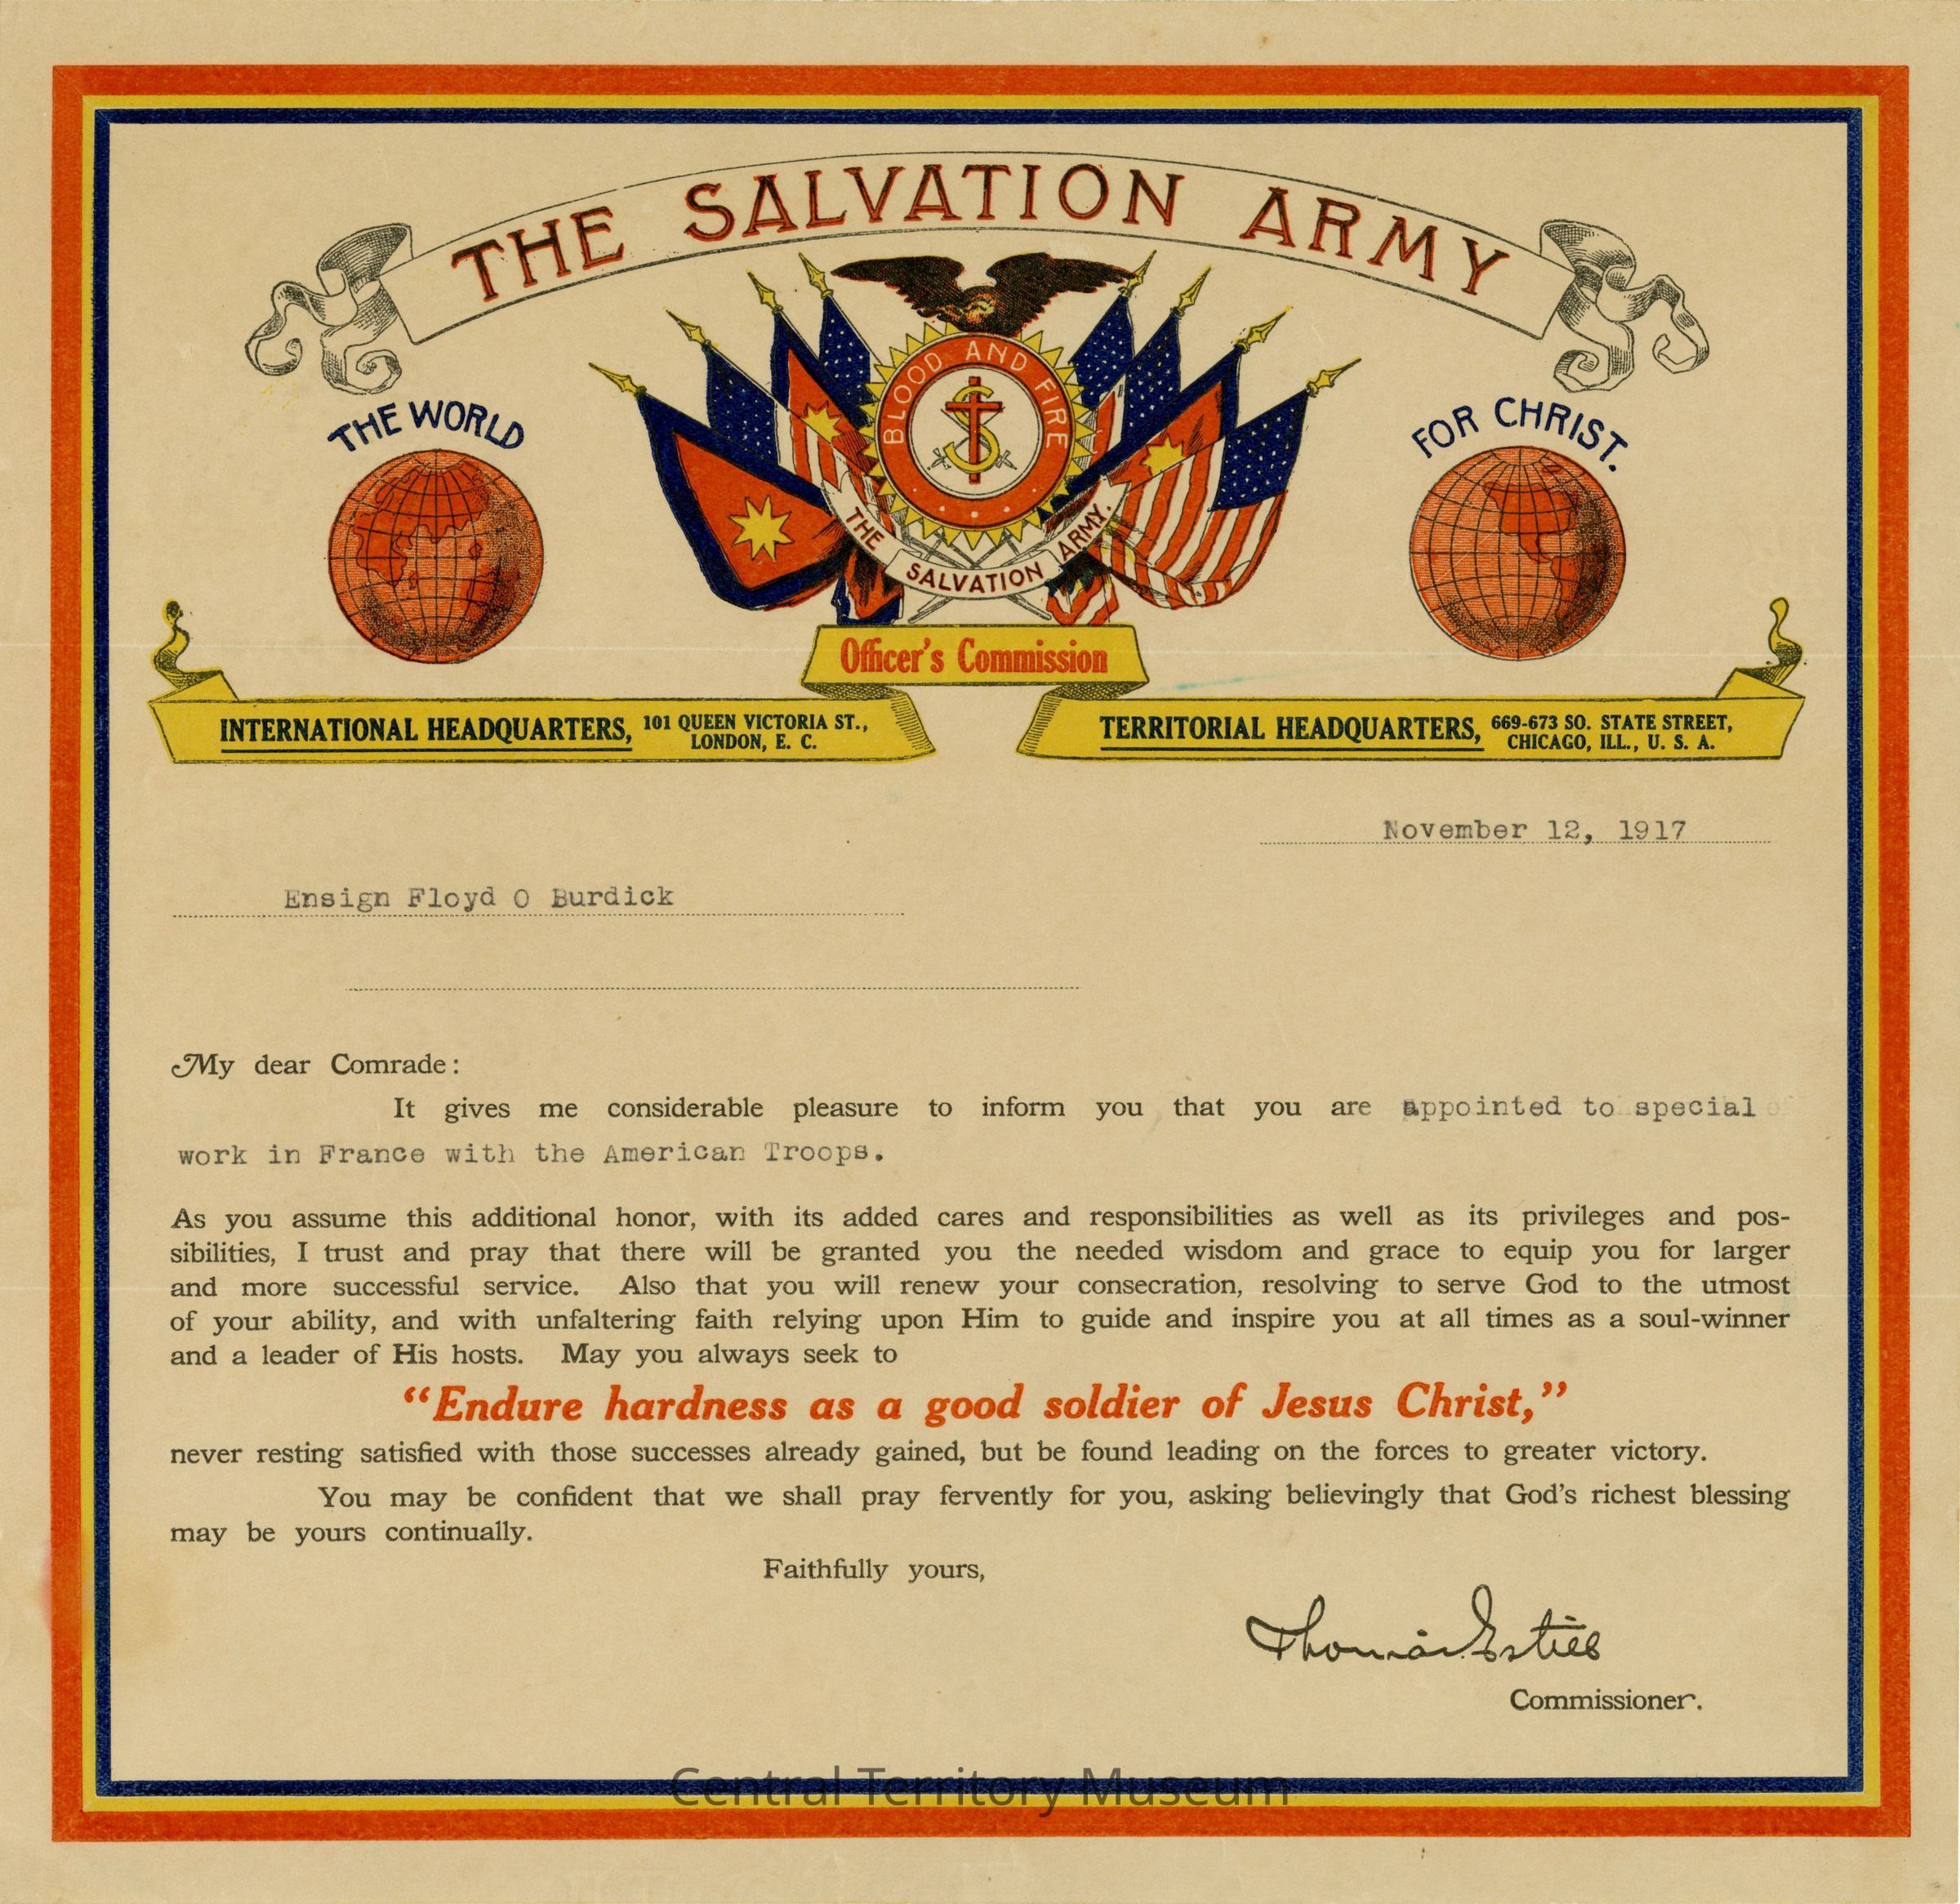 THE SALVATION ARMY
BLOOD AND FIRE
THE WORLD
FOR CHRIST.
THE SALVATION ARMY.
Officer's Commission
INTERNATIONAL HEADQUARTERS, 101 QUEEN VICTORIA ST.,
LONDON, E. C.
TERRITORIAL HEADQUARTERS, 669-673 SO. STATE STREET,
CHICAGO, ILL., U. S. A.
November 12, 1917
Ensign Floyd O Burdick
My dear Comrade:
It gives me considerable pleasure to inform you that you are appointed to special
work in France with the American Troops.
As you assume this additional honor, with its added cares and responsibilities as well as its privileges and pos-
sibilities, I trust and pray that there will be granted you the needed wisdom and grace to equip you for larger
and more successful service. Also that you will renew your consecration, resolving to serve God to the utmost
of your ability, and with unfaltering faith relying upon Him to guide and inspire you at all times as a soul-winner
and a leader of His hosts. May you always seek to
"Endure hardness as a good soldier of Jesus Christ,"
never resting satisfied with those successes already gained, but be found leading on the forces to greater victory.
You may be confident that we shall pray fervently for you, asking believingly that God's richest blessing
may be yours continually.
Faithfully yours,
Thomas Estill
Commissioner.
Central Territory Museum